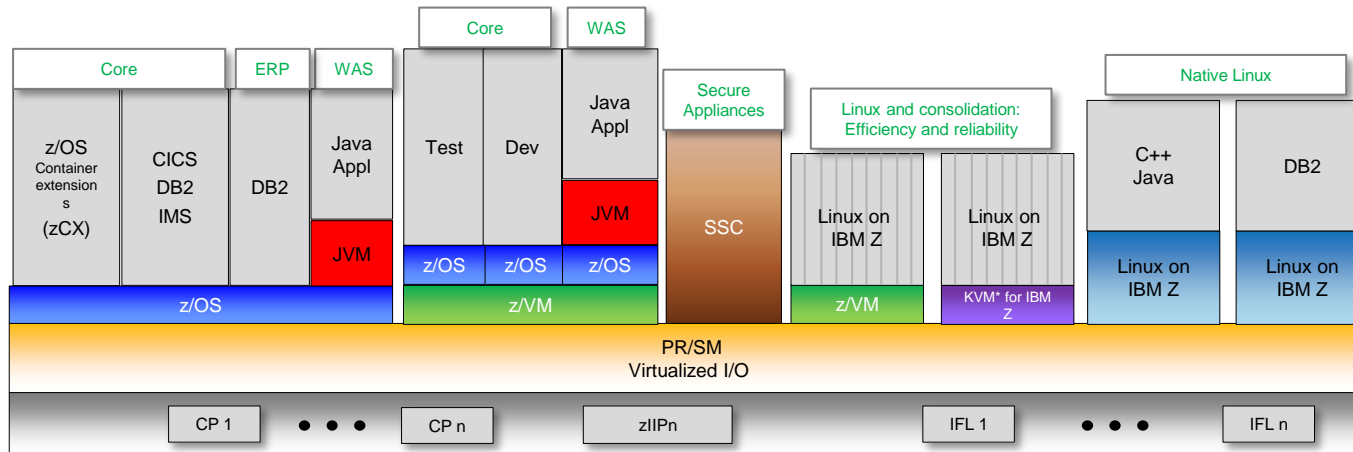 Core
ERP
WAS
Core
WAS
Secure
Appliances
Linux and consolidation:
Efficiency and reliability
Native Linux
z/OS
Container
extension
s
(zCX)
CICS
DB2
IMS
DB2
Java
Appl
JVM
z/OS
Test
Dev
Java
Appl
JVM
z/OS
z/OS
z/OS
z/VM
SSC
Linux on
IBM Z
z/VM
Linux on
IBM Z
KVM* for IBM
Z
C++
Java
Linux on
IBM Z
DB2
Linux on
IBM Z
PR/SM
Virtualized I/O
CP 1
CP n
zIIPn
IFL 1
IFL n